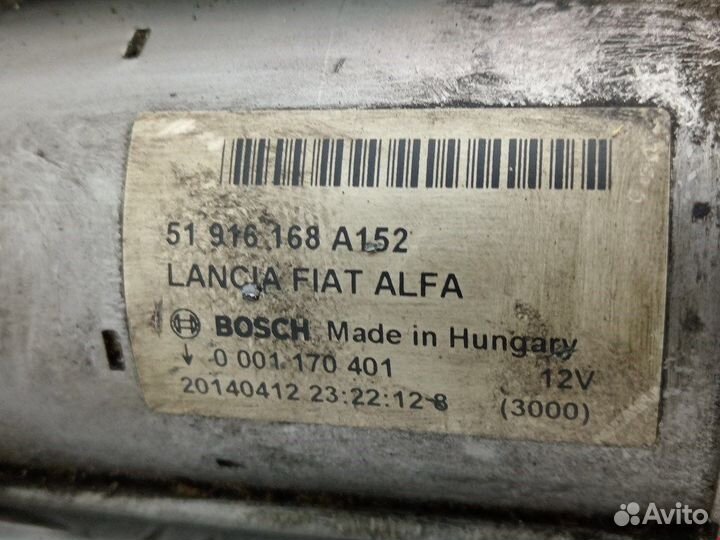 51 916 168 A152
LANCIA FIAT ALFA
BOSCH Made in Hungary
↓ 0 001 170 401 12V
20140412 23:22:12-8 (3000)
Avito